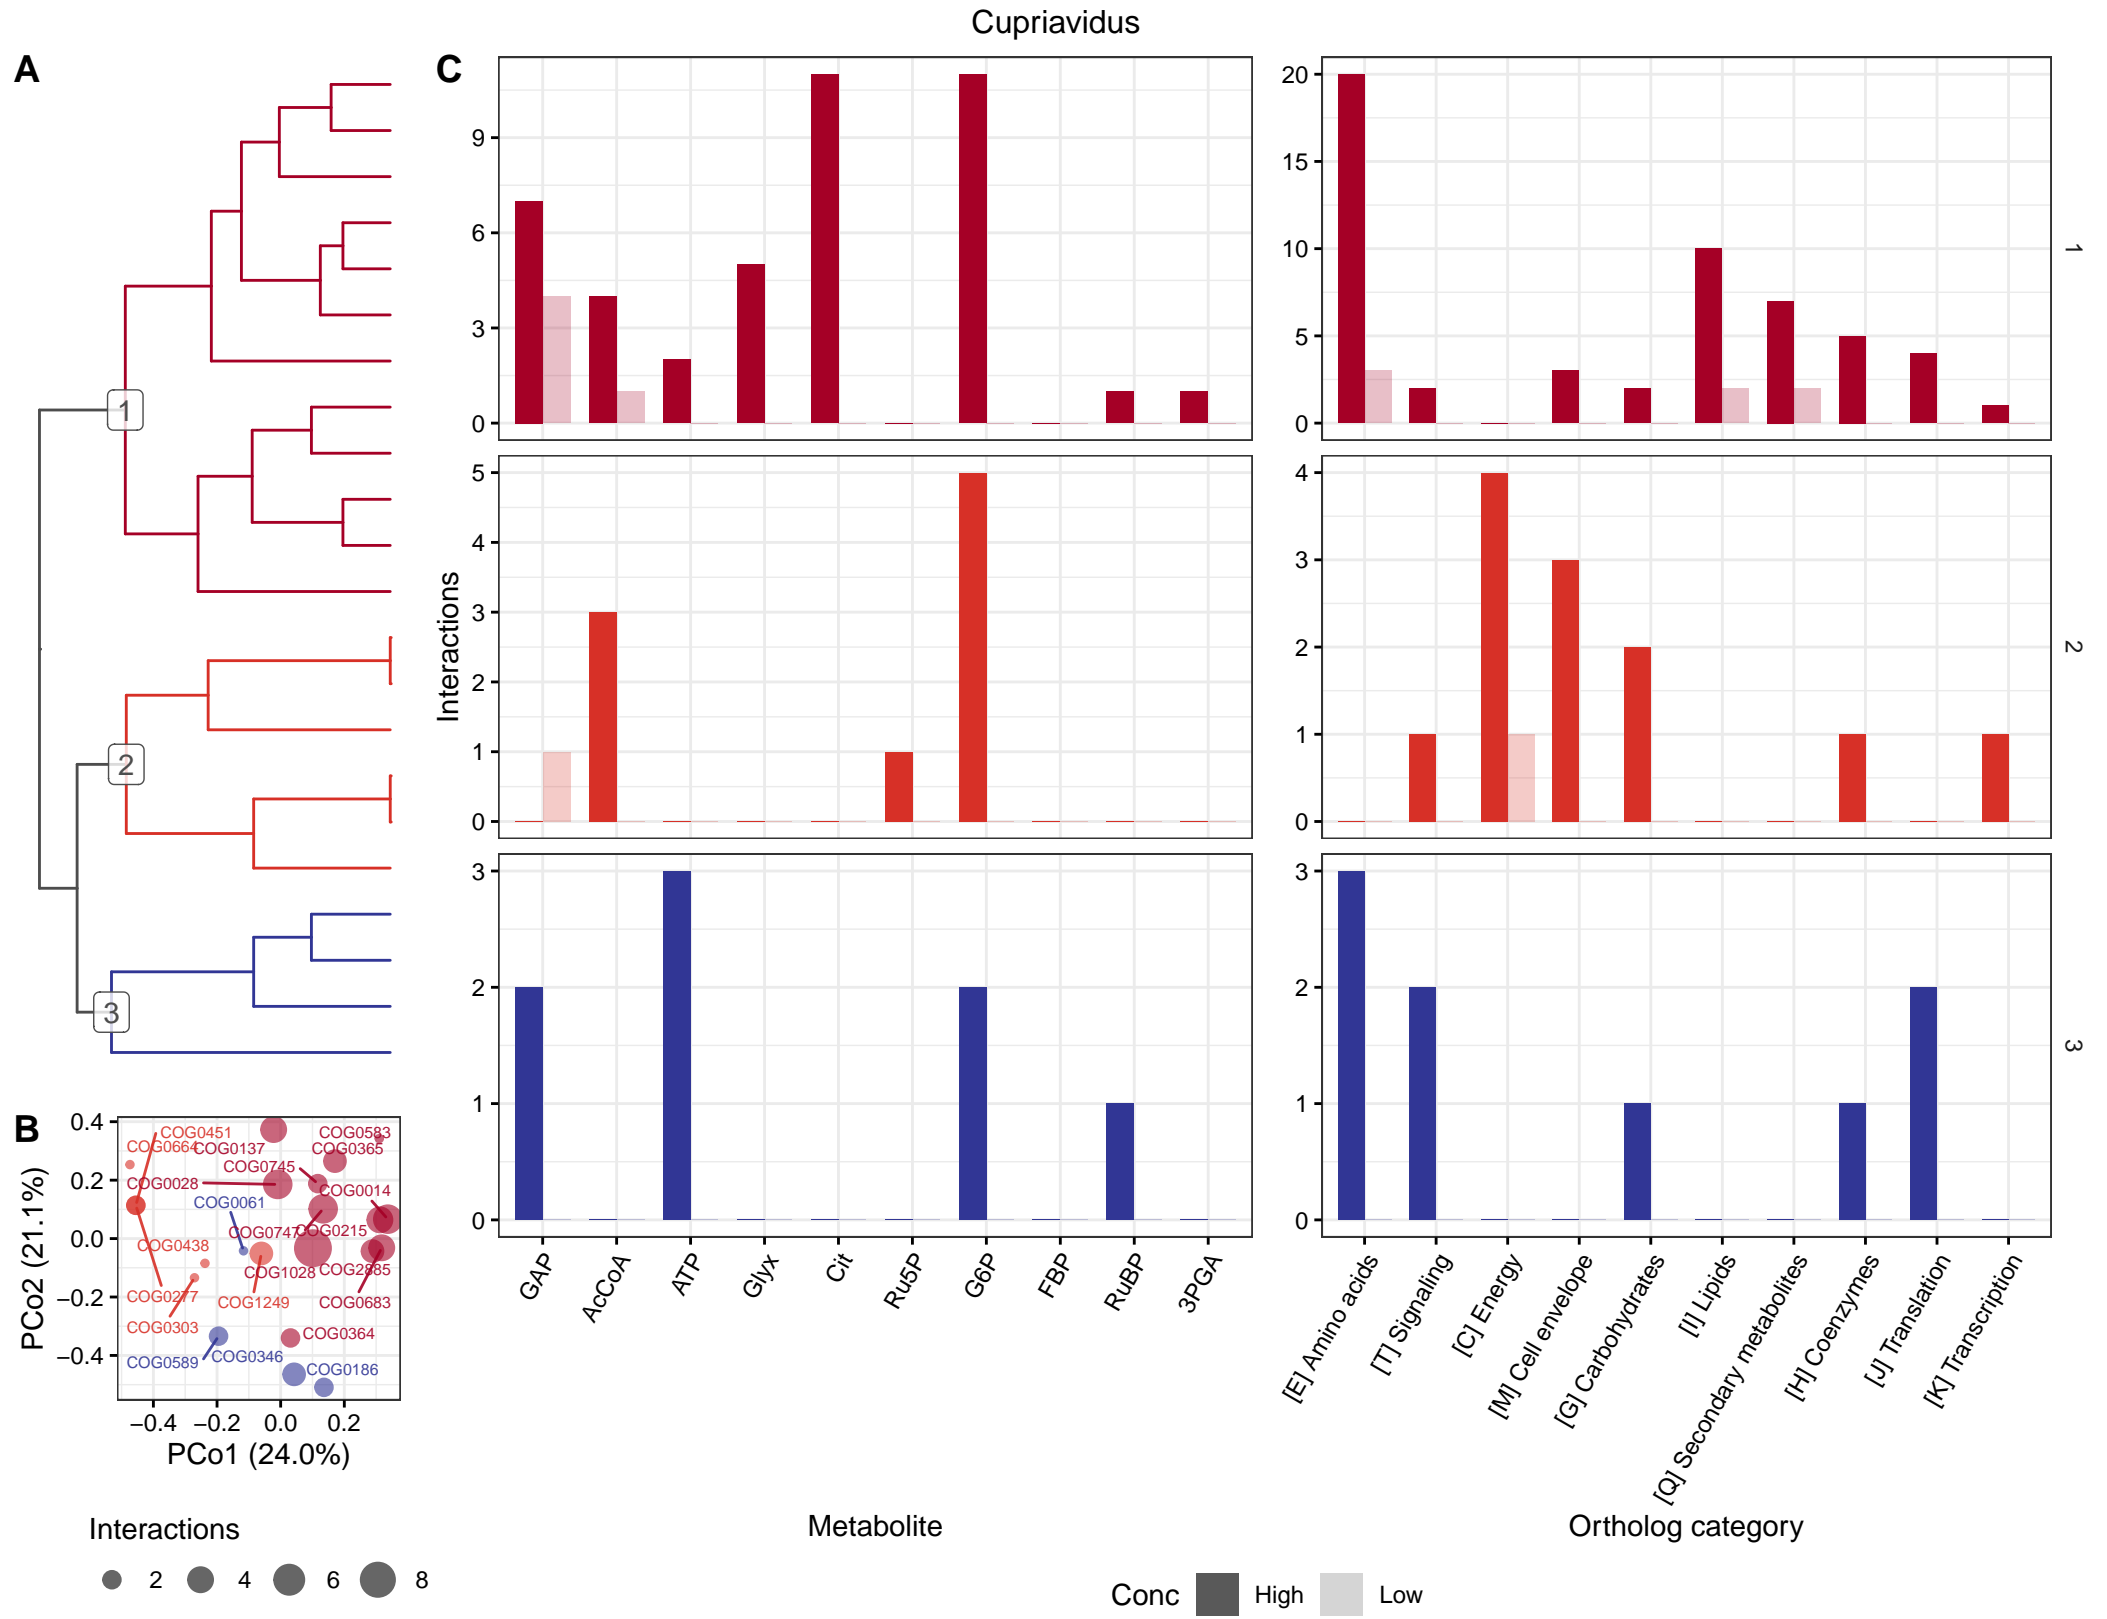 Cupriavidus
A
1
2
3
B
0.4
0.2
0.0
−0.2
−0.4
PCo2 (21.1%)
COG0451
COG0664
COG0137
COG0583
COG0365
COG0745
COG0028
COG0014
COG0061
COG0747
COG0215
COG0438
COG1028
COG2885
COG0277
COG1249
COG0683
COG0303
COG0364
COG0589
COG0346
COG0186
−0.4 −0.2 0.0 0.2
PCo1 (24.0%)
Interactions
2 4 6 8
C
Interactions
9
6
3
0
20
15
10
5
0
1
5
4
3
2
1
0
4
3
2
1
0
2
3
2
1
0
3
2
1
0
3
GAP
AcCoA
ATP
Glyx
Cit
Ru5P
G6P
FBP
RuBP
3PGA
Metabolite
[E] Amino acids
[T] Signaling
[C] Energy
[M] Cell envelope
[G] Carbohydrates
[I] Lipids
[Q] Secondary metabolites
[H] Coenzymes
[J] Translation
[K] Transcription
Ortholog category
Conc High Low